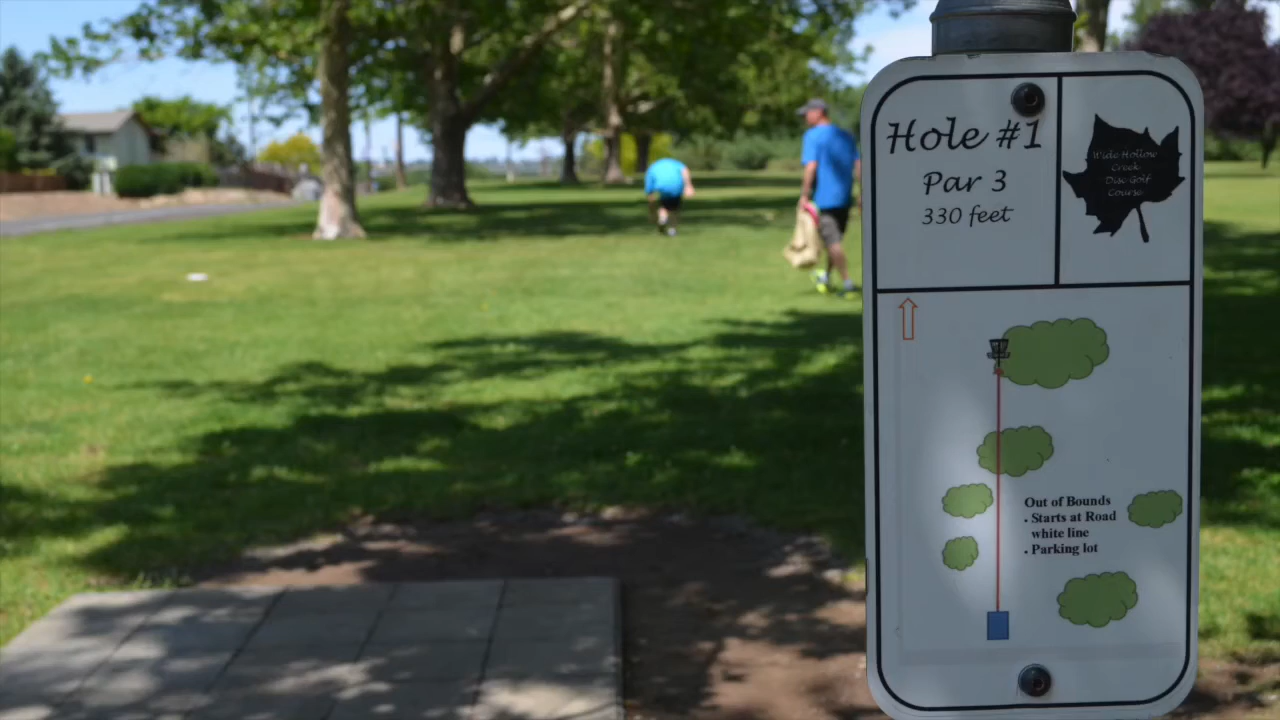 Hole #1
Par 3
330 feet
Wide Hollow
Creek
Disc Golf
Course
Out of Bounds
. Starts at Road
white line
. Parking lot